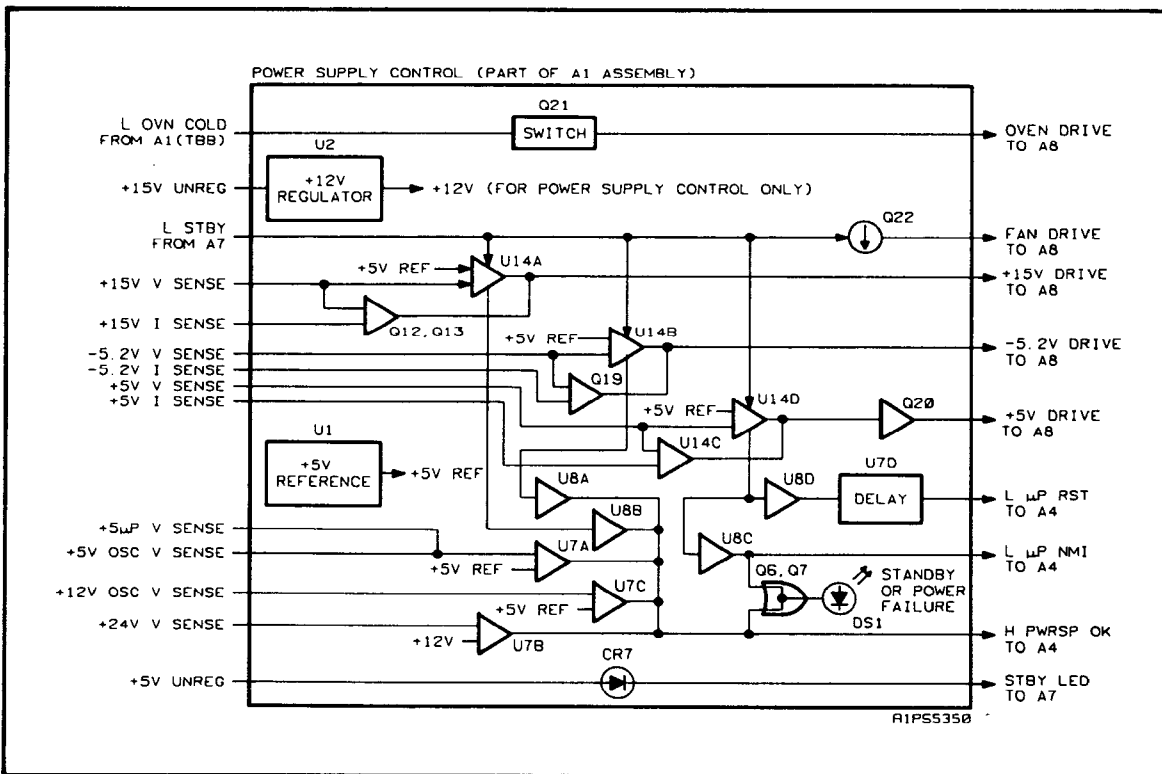 POWER SUPPLY CONTROL (PART OF A1 ASSEMBLY)
Q21
L OVN COLD
FROM A1(TBB)
SWITCH
OVEN DRIVE
TO A8
U2
+15V UNREG
+12V
REGULATOR
+12V (FOR POWER SUPPLY CONTROL ONLY)
L STBY
FROM A7
Q22
FAN DRIVE
TO A8
U14A
+5V REF
+15V V SENSE
+15V DRIVE
TO A8
+15V I SENSE
Q12,Q13
U14B
+5V REF
-5.2V V SENSE
-5.2V DRIVE
TO A8
-5.2V I SENSE
Q19
+5V V SENSE
+5V I SENSE
U14D
+5V REF
Q20
+5V DRIVE
TO A8
U14C
U1
+5V
REFERENCE
+5V REF
U8A
U8D
U7D
DELAY
L μP RST
TO A4
U8B
+5μP V SENSE
+5V OSC V SENSE
U7A
+5V REF
U8C
L μP NMI
TO A4
Q6, Q7
STANDBY
OR POWER
FAILURE
DS1
+12V OSC V SENSE
U7C
+5V REF
+24V V SENSE
+12V
U7B
H PWRSP OK
TO A4
CR7
+5V UNREG
STBY LED
TO A7
A1PS5350